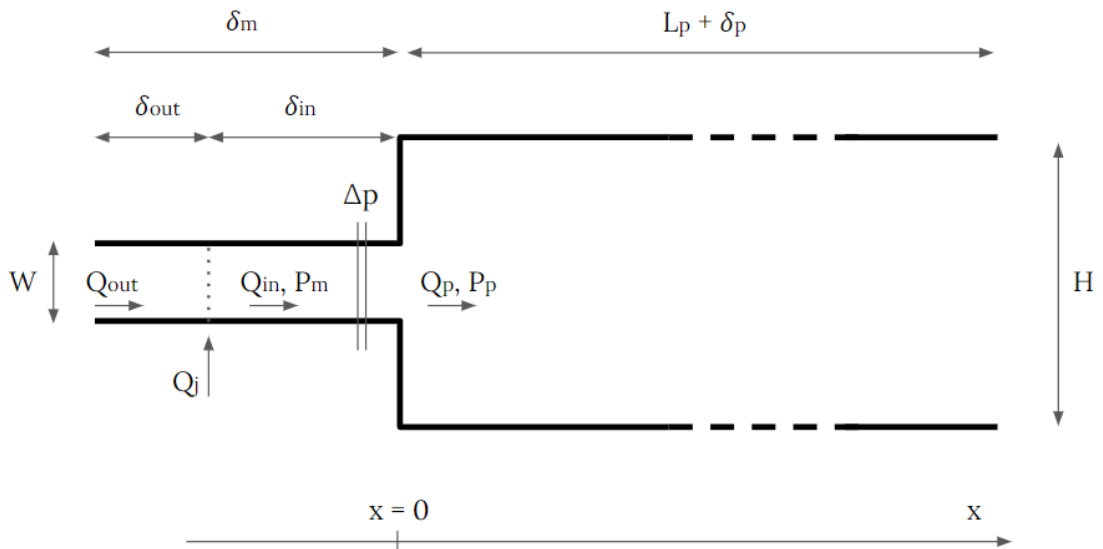 δm
Lp + δp
δout
δin
Δp
W
Qout
Qin, Pm
Qp, Pp
H
Qj
x = 0
x